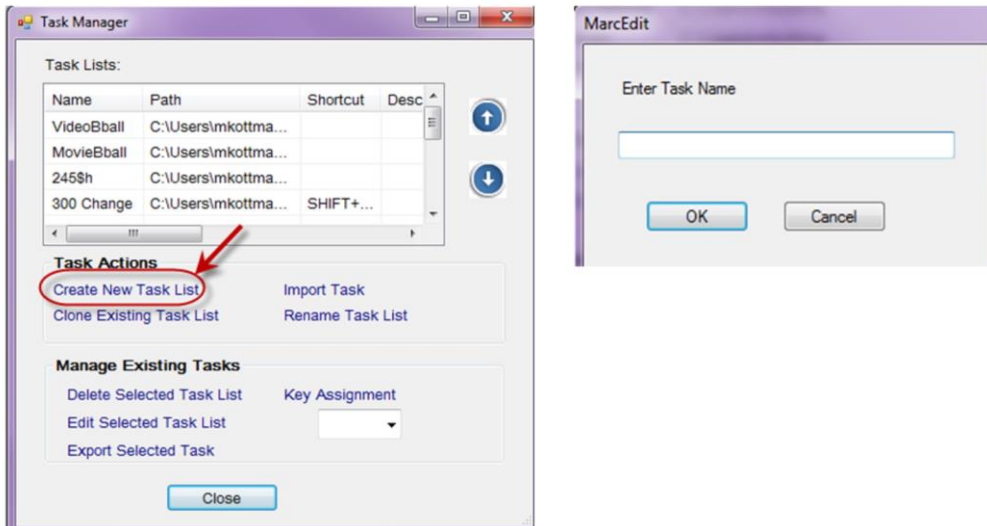 Task Manager
Task Lists:
Name Path Shortcut Desc
VideoBball C:\Users\mkottma...
MovieBball C:\Users\mkottma...
245$h C:\Users\mkottma...
300 Change C:\Users\mkottma... SHIFT+...
Task Actions
Create New Task List Import Task
Clone Existing Task List Rename Task List
Manage Existing Tasks
Delete Selected Task List Key Assignment
Edit Selected Task List
Export Selected Task
Close
MarcEdit
Enter Task Name
OK Cancel